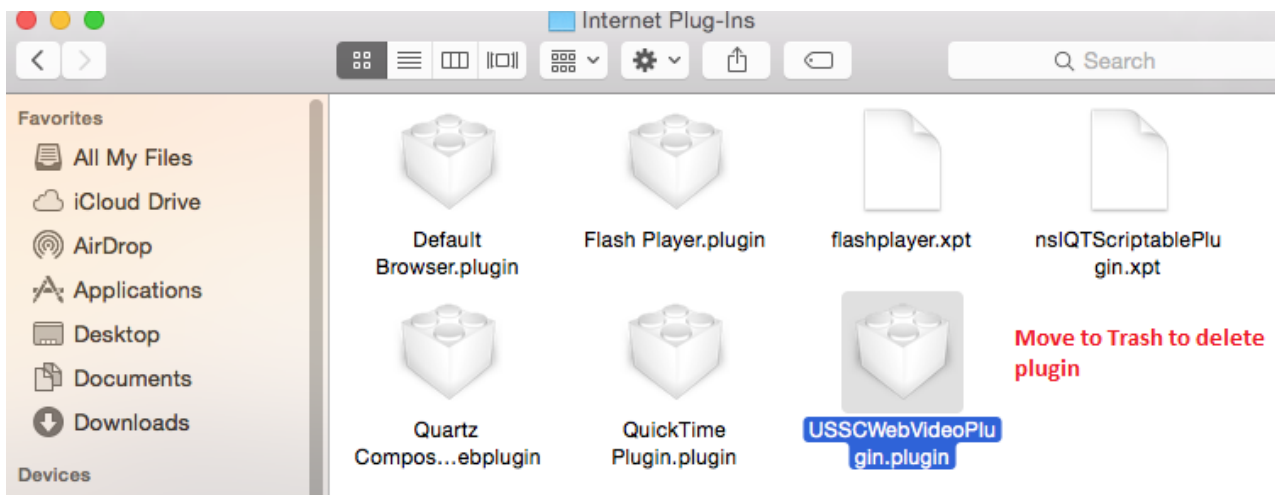 Internet Plug-Ins
Search
Favorites
All My Files
iCloud Drive
AirDrop
Applications
Desktop
Documents
Downloads
Devices
Default
Browser.plugin
Flash Player.plugin
flashplayer.xpt
nsIQTScriptablePlu
gin.xpt
Quartz
Compos...ebplugin
QuickTime
Plugin.plugin
USSCWebVideoPlu
gin.plugin
Move to Trash to delete
plugin